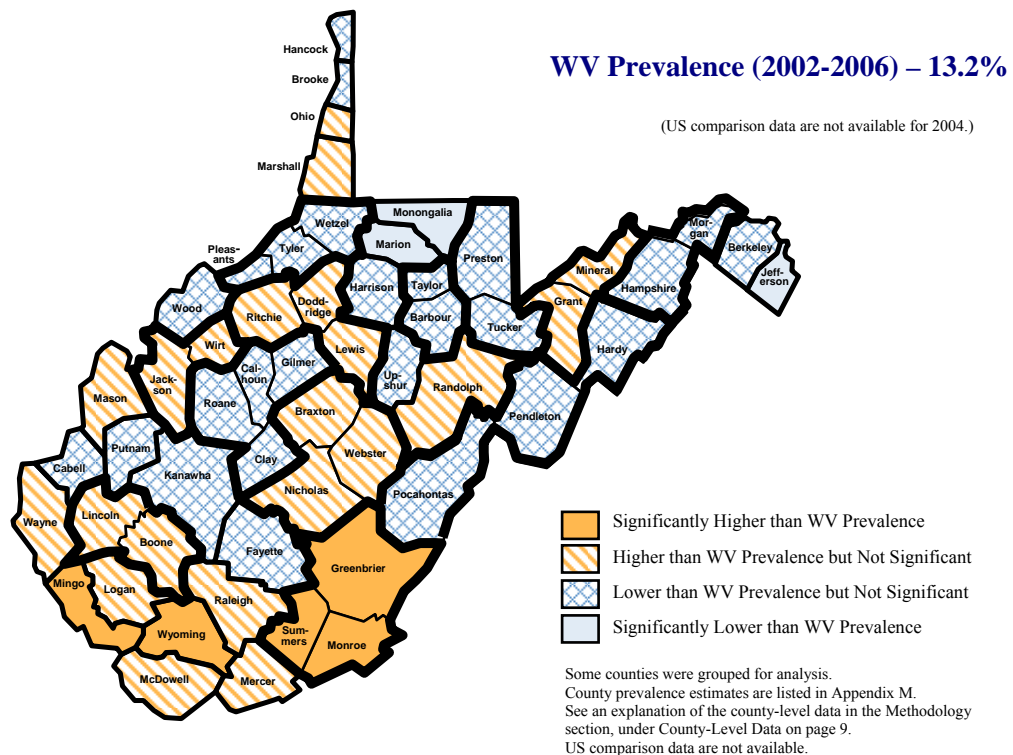 WV Prevalence (2002-2006) – 13.2%
(US comparison data are not available for 2004.)
Hancock
Brooke
Ohio
Marshall
Wetzel
Monongalia
Marion
Pleas-
ants
Tyler
Preston
Mor-
gan
Berkeley
Jeff-
erson
Mineral
Hampshire
Wood
Ritchie
Dodd-
ridge
Harrison
Taylor
Barbour
Tucker
Grant
Hardy
Wirt
Jack-
son
Mason
Roane
Cal-
houn
Gilmer
Lewis
Up-
shur
Randolph
Pendleton
Braxton
Webster
Putnam
Cabell
Kanawha
Clay
Nicholas
Pocahontas
Wayne
Lincoln
Boone
Fayette
Greenbrier
Mingo
Logan
Raleigh
Wyoming
Sum-
mers
Monroe
McDowell
Mercer
Significantly Higher than WV Prevalence
Higher than WV Prevalence but Not Significant
Lower than WV Prevalence but Not Significant
Significantly Lower than WV Prevalence
Some counties were grouped for analysis.
County prevalence estimates are listed in Appendix M.
See an explanation of the county-level data in the Methodology
section, under County-Level Data on page 9.
US comparison data are not available.